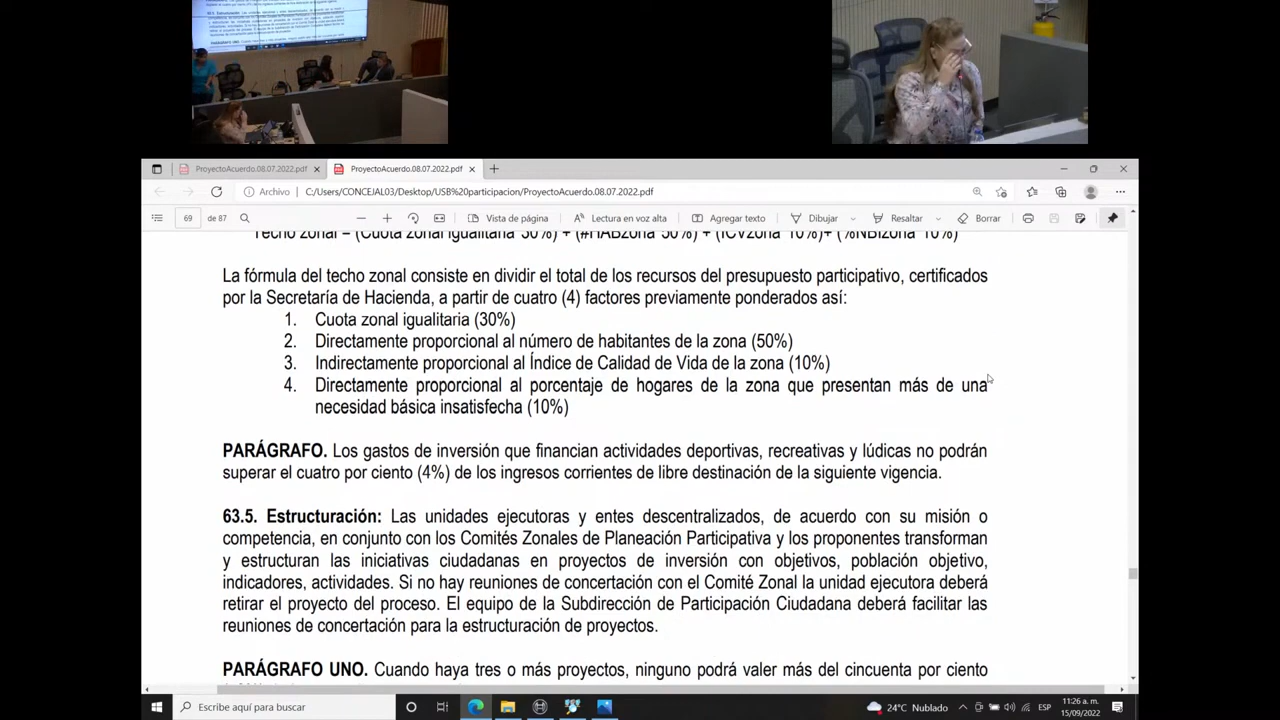 ProyectoAcuerdo.08.07.2022.pdf
ProyectoAcuerdo.08.07.2022.pdf
Archivo C:/Users/CONCEJAL03/Desktop/USB%20participacion/ProyectoAcuerdo.08.07.2022.pdf
69 de 87 Vista de página Lectura en voz alta Agregar texto Dibujar Resaltar Borrar
Techo zonal = (Cuota zonal igualitaria*30%) + (#HABzona*50%) + (ICVzona*10%)+ (%NBIzona*10%)
La fórmula del techo zonal consiste en dividir el total de los recursos del presupuesto participativo, certificados
por la Secretaría de Hacienda, a partir de cuatro (4) factores previamente ponderados así:
1. Cuota zonal igualitaria (30%)
2. Directamente proporcional al número de habitantes de la zona (50%)
3. Indirectamente proporcional al Índice de Calidad de Vida de la zona (10%)
4. Directamente proporcional al porcentaje de hogares de la zona que presentan más de una
necesidad básica insatisfecha (10%)
PARÁGRAFO. Los gastos de inversión que financian actividades deportivas, recreativas y lúdicas no podrán
superar el cuatro por ciento (4%) de los ingresos corrientes de libre destinación de la siguiente vigencia.
63.5. Estructuración: Las unidades ejecutoras y entes descentralizados, de acuerdo con su misión o
competencia, en conjunto con los Comités Zonales de Planeación Participativa y los proponentes transforman
y estructuran las iniciativas ciudadanas en proyectos de inversión con objetivos, población objetivo,
indicadores, actividades. Si no hay reuniones de concertación con el Comité Zonal la unidad ejecutora deberá
retirar el proyecto del proceso. El equipo de la Subdirección de Participación Ciudadana deberá facilitar las
reuniones de concertación para la estructuración de proyectos.
PARÁGRAFO UNO. Cuando haya tres o más proyectos, ninguno podrá valer más del cincuenta por ciento
Escribe aquí para buscar
24°C Nublado
ESP
11:26 a. m.
15/09/2022